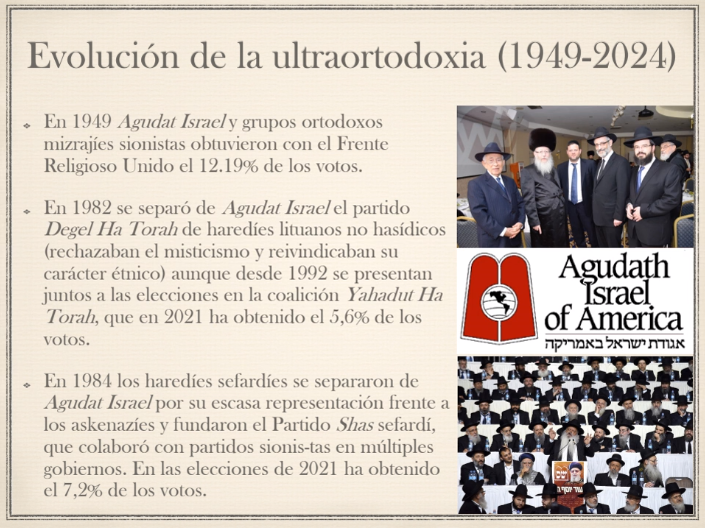 Evolución de la ultraortodoxia (1949-2024)
En 1949 Agudat Israel y grupos ortodoxos
mizrajíes sionistas obtuvieron con el Frente
Religioso Unido el 12.19% de los votos.
En 1982 se separó de Agudat Israel el partido
Degel Ha Torah de haredíes lituanos no hasídicos
(rechazaban el misticismo y reivindicaban su
carácter étnico) aunque desde 1992 se presentan
juntos a las elecciones en la coalición Yahadut Ha
Torah, que en 2021 ha obtenido el 5,6% de los
votos.
En 1984 los haredíes sefardíes se separaron de
Agudat Israel por su escasa representación frente a
los askenazíes y fundaron el Partido Shas sefardí,
que colaboró con partidos sionis-tas en múltiples
gobiernos. En las elecciones de 2021 ha obtenido
el 7,2% de los votos.
Agudath
Israel
of America
אגודת ישראל באמריקה